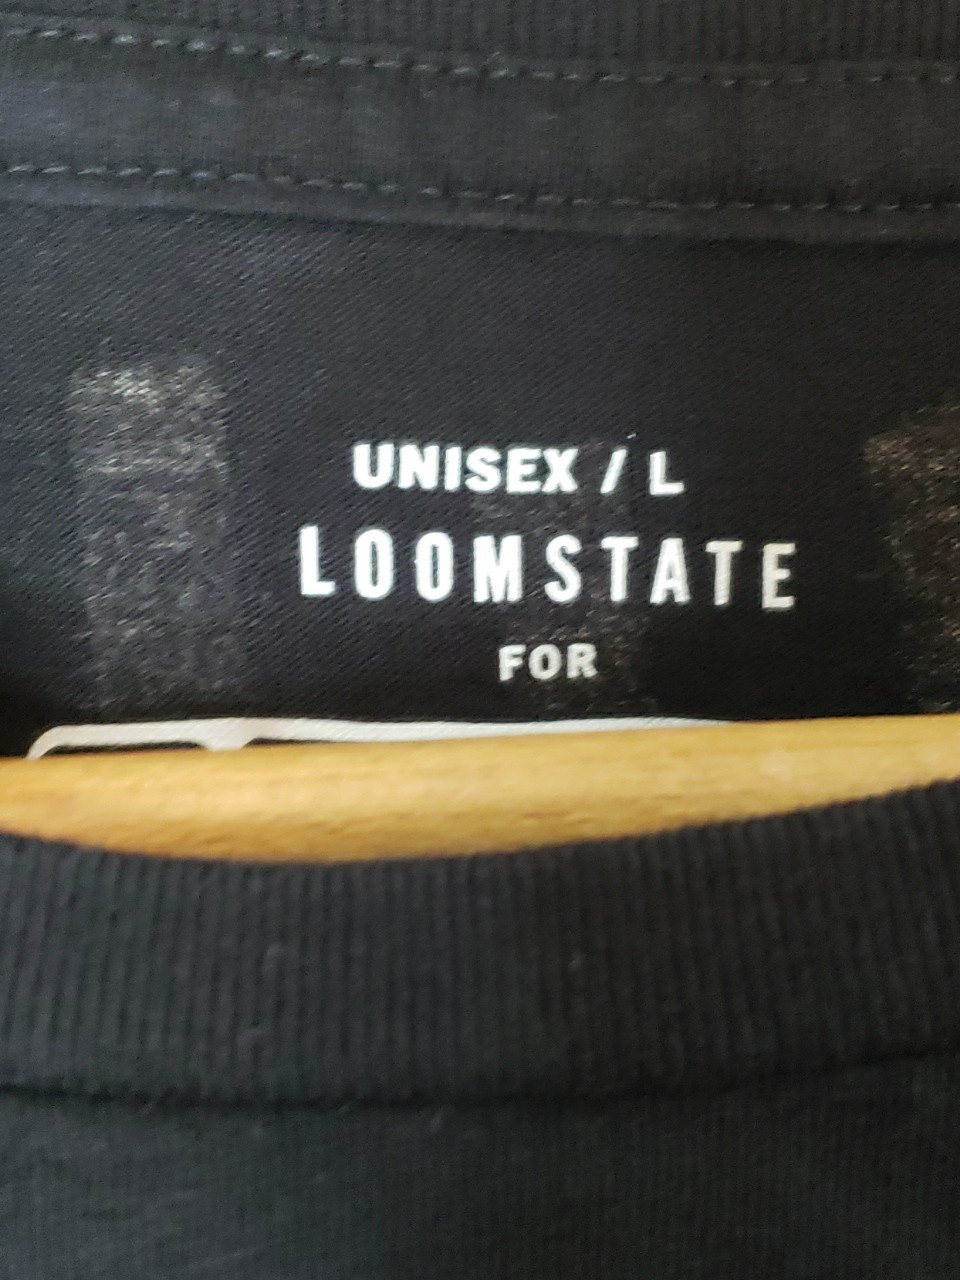 UNISEX / L
LOOMSTATE
FOR